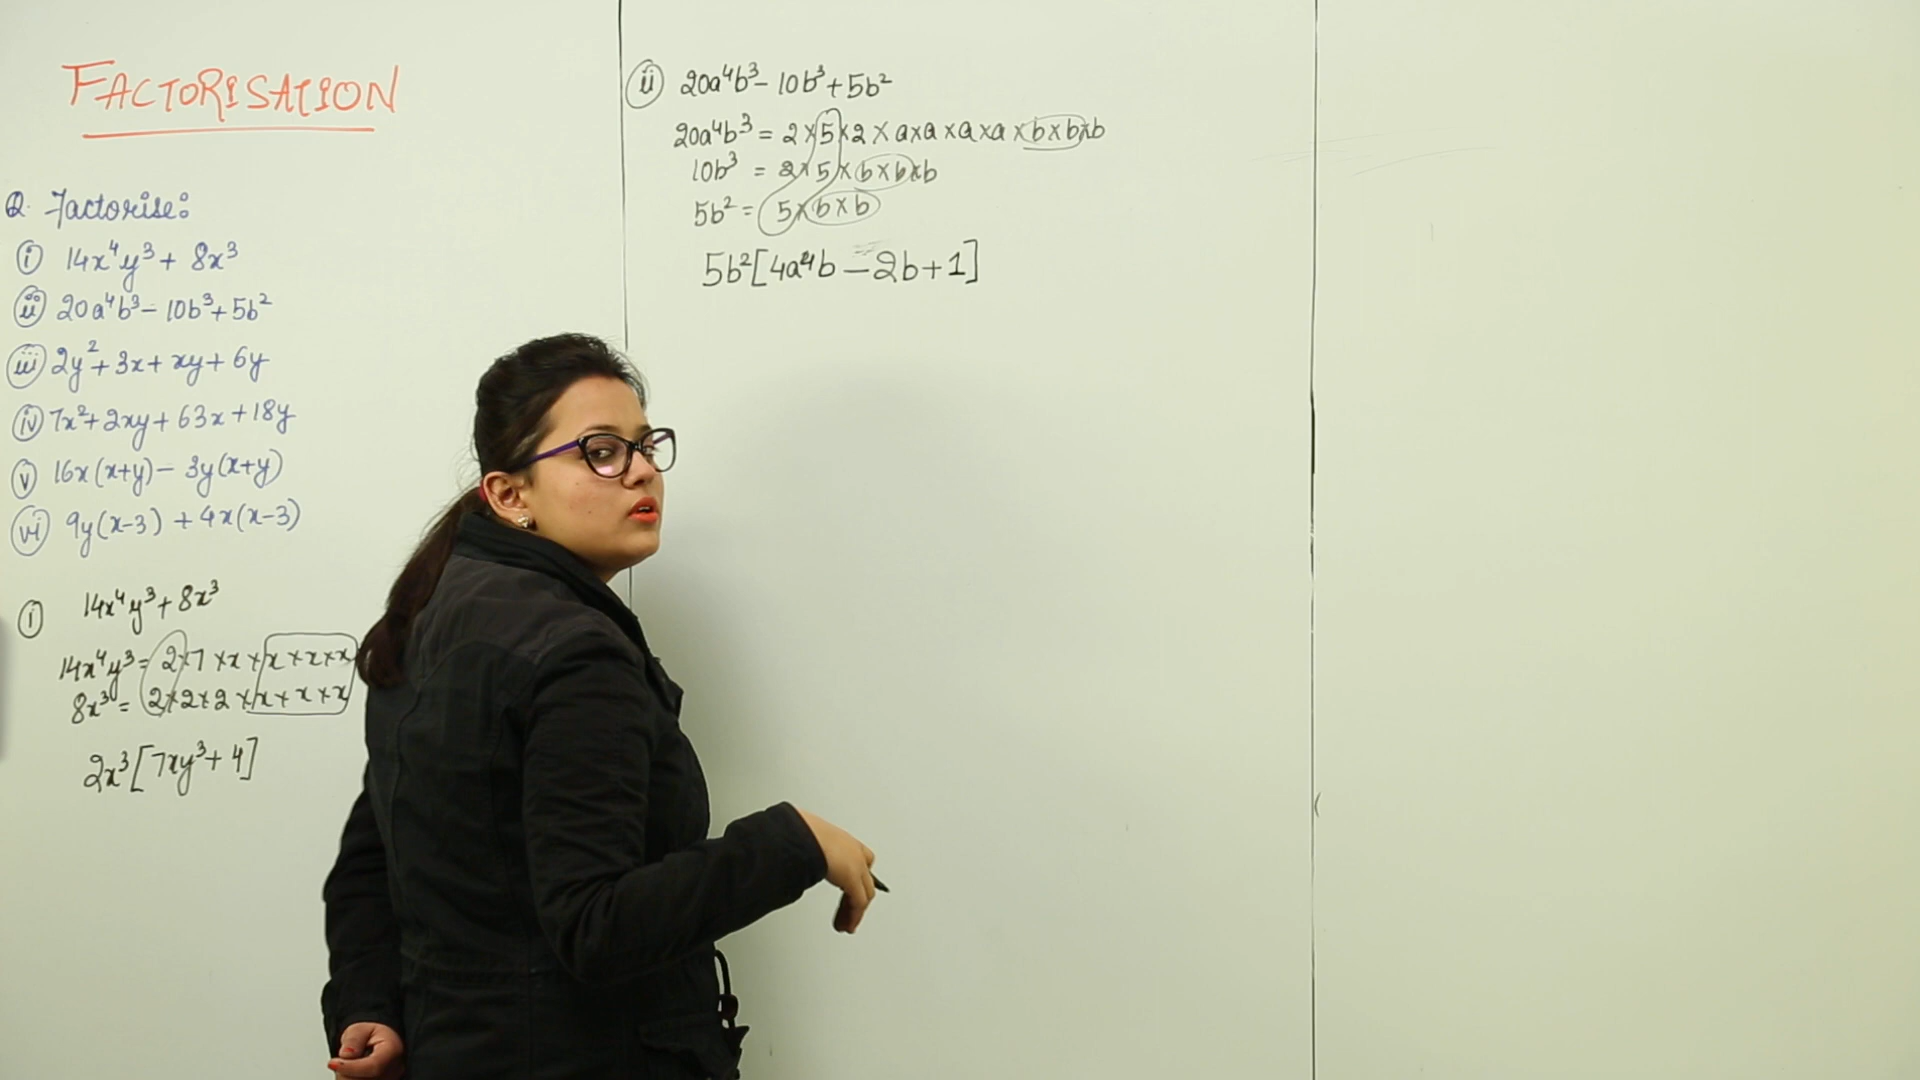 FACTORISATION
Q. Factorise:
(i) 14x⁴y³ + 8x³
(ii) 20a⁴b³ - 10b³ + 5b²
(iii) 2y² + 3x + xy + 6y
(iv) 7x² + 2xy + 63x + 18y
(v) 16x(x+y) - 3y(x+y)
(vi) 9y(x-3) + 4x(x-3)
(i) 14x⁴y³ + 8x³
14x⁴y³ = 2×7×x×x×x×x
8x³ = 2×2×2×x×x×x
2x³[7xy³ + 4]
(ii) 20a⁴b³ - 10b³ + 5b²
20a⁴b³ = 2×5×2×a×a×a×a×b×b×b
10b³ = 2×5×b×b×b
5b² = 5×b×b
5b²[4a⁴b - 2b + 1]